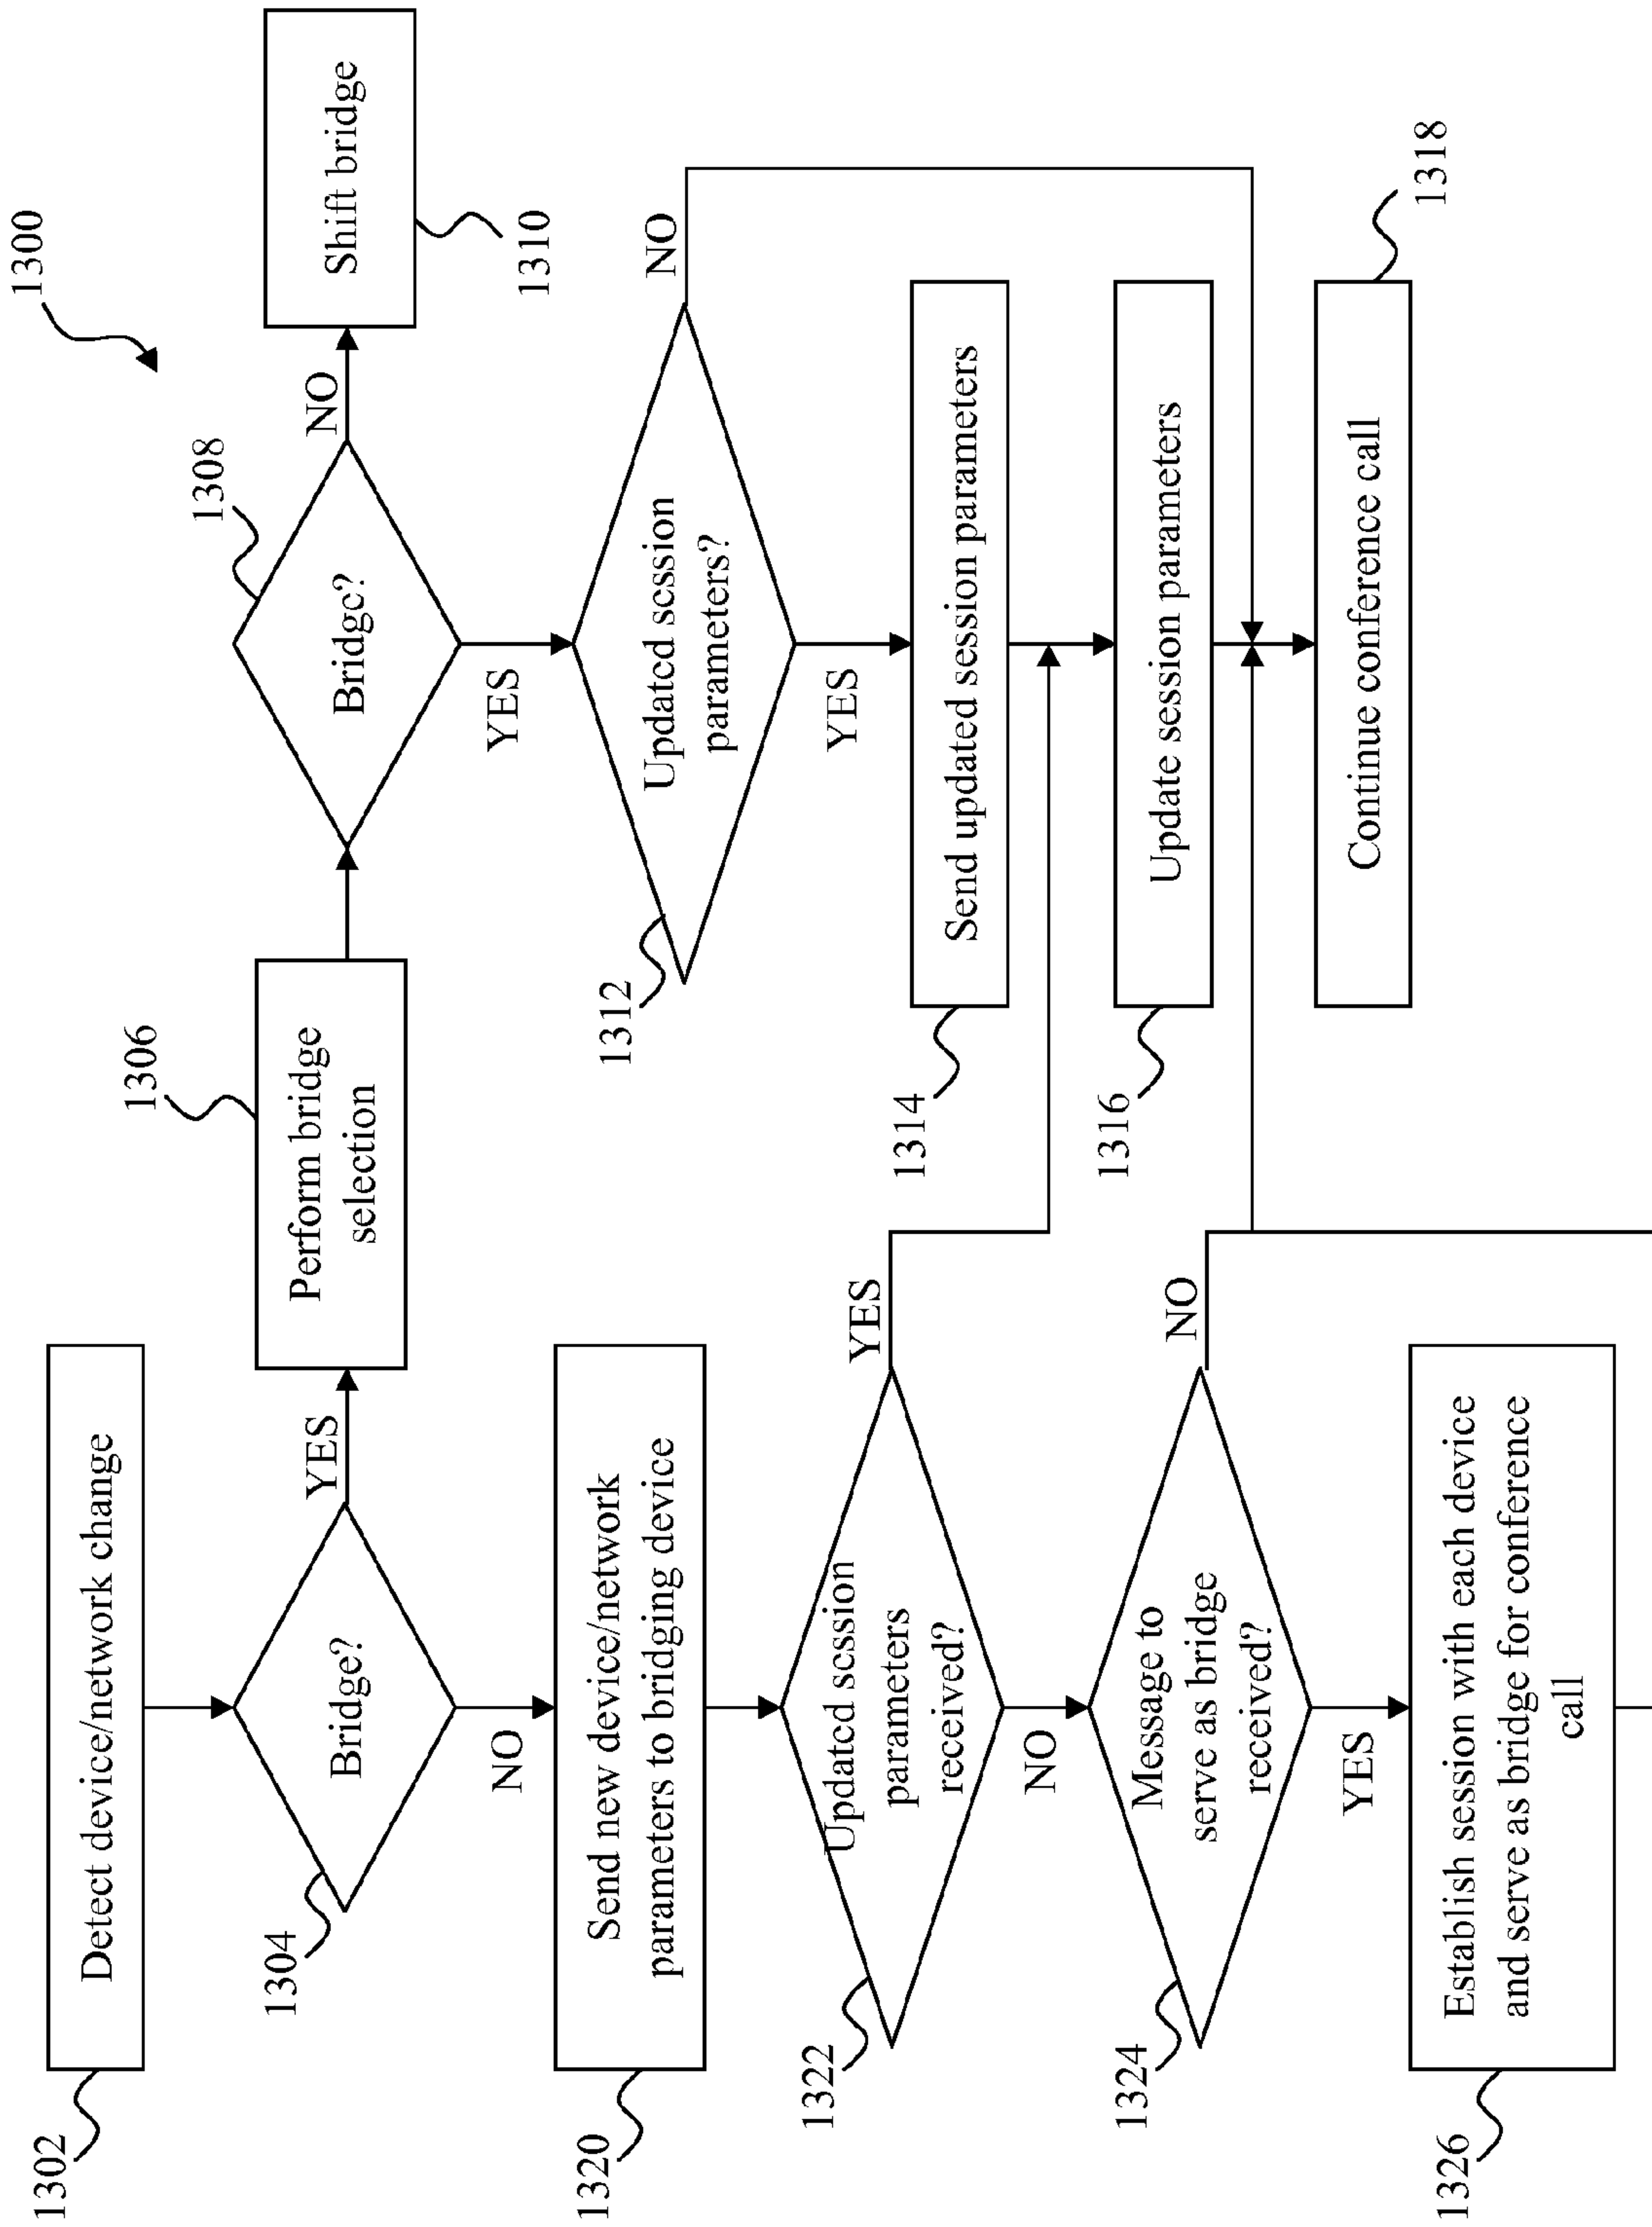 1300
1302
Detect device/network change
1304
Bridge?
YES
1306
Perform bridge
selection
1308
Bridge?
NO
Shift bridge
1310
YES
1312
Updated session
parameters?
NO
YES
1314
Send updated session parameters
1316
Update session parameters
1318
Continue conference call
NO
1320
Send new device/network
parameters to bridging device
1322
Updated session
parameters
received?
YES
NO
1324
Message to
serve as bridge
received?
NO
YES
1326
Establish session with each device
and serve as bridge for conference
call